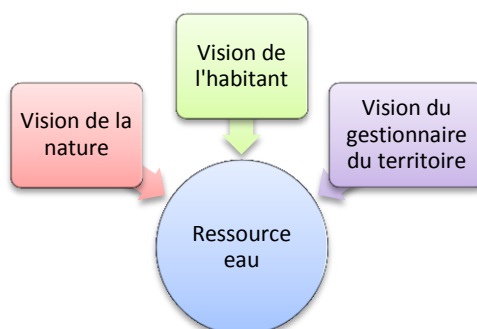 Vision de la
nature
Vision de
l'habitant
Vision du
gestionnaire
du territoire
Ressource
eau